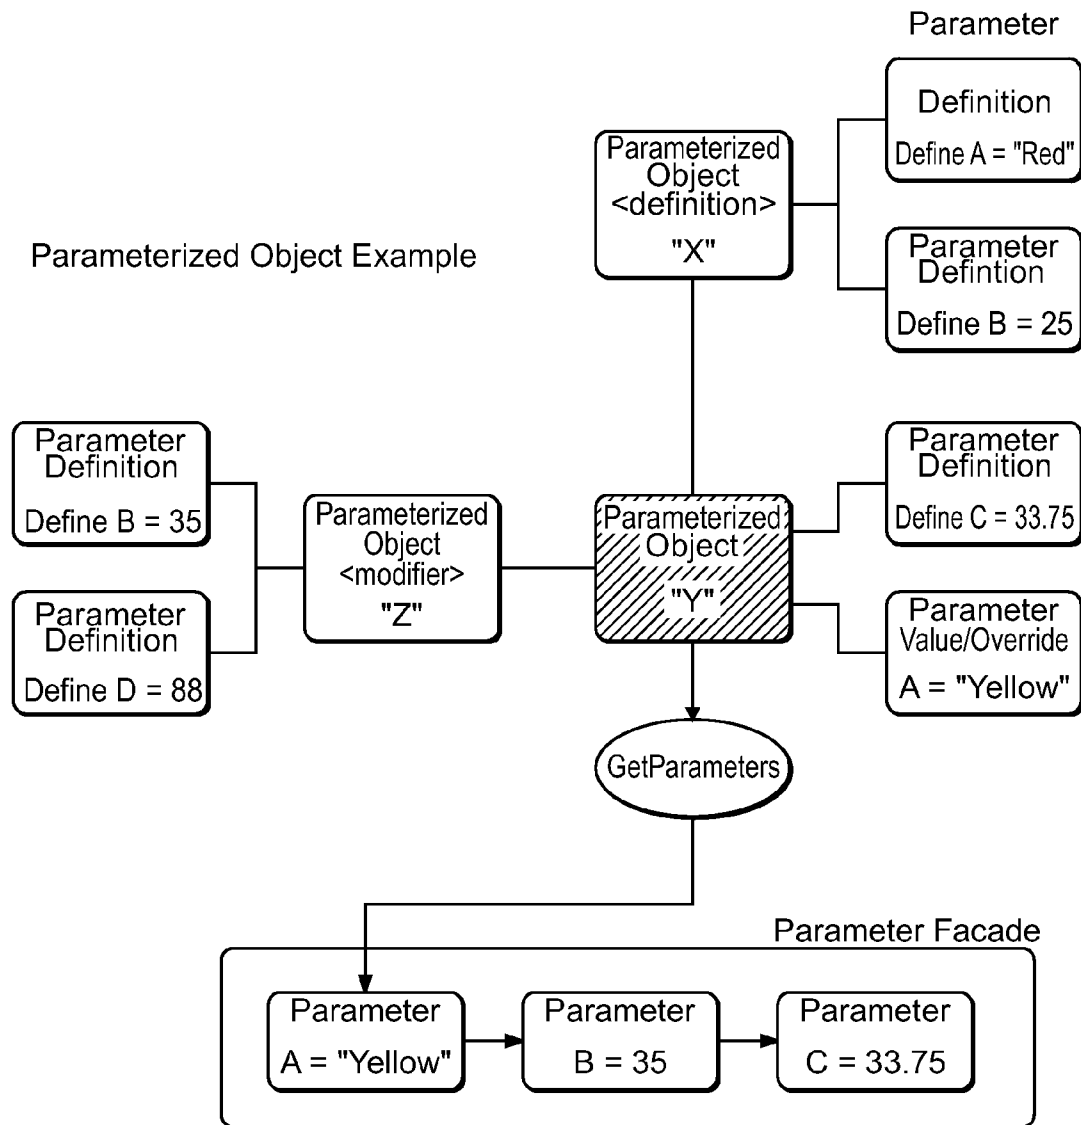 Parameter
Definition
Define A = "Red"
Parameterized
Object
<definition>
"X"
Parameterized Object Example
Parameter
Defintion
Define B = 25
Parameter
Definition
Define B = 35
Parameter
Definition
Define C = 33.75
Parameterized
Object
<modifier>
"Z"
Parameterized
Object
"Y"
Parameter
Definition
Define D = 88
Parameter
Value/Override
A = "Yellow"
GetParameters
Parameter Facade
Parameter
A = "Yellow"
Parameter
B = 35
Parameter
C = 33.75